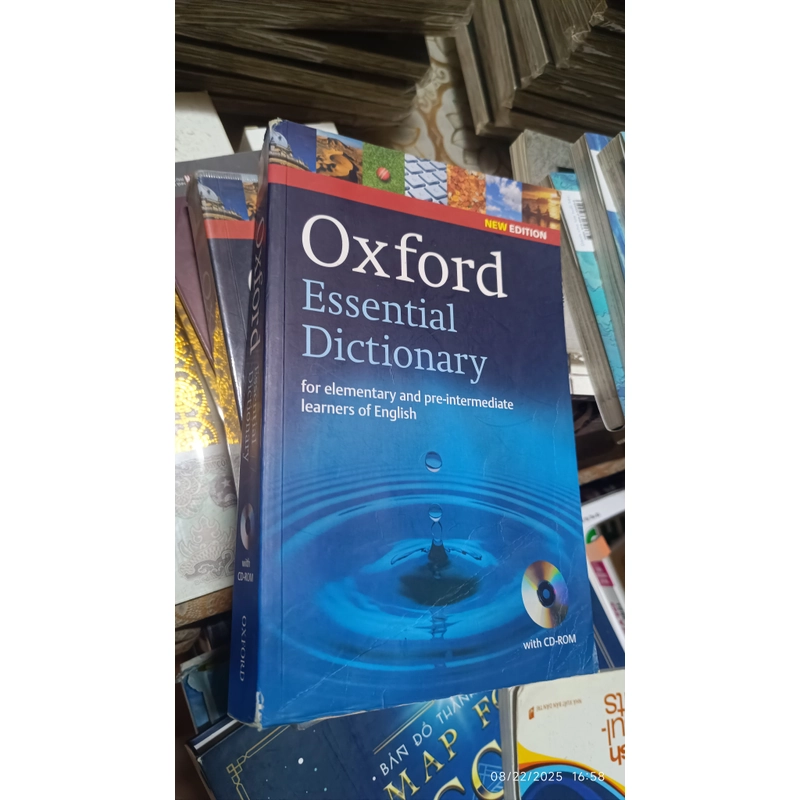 NEW EDITION
Oxford
Essential
Dictionary
for elementary and pre-intermediate
learners of English
with CD-ROM
Oxford
Essential
Dictionary
with
CD-ROM
OXFORD
BẢN ĐỒ
MAP
08/22/2025 16:58